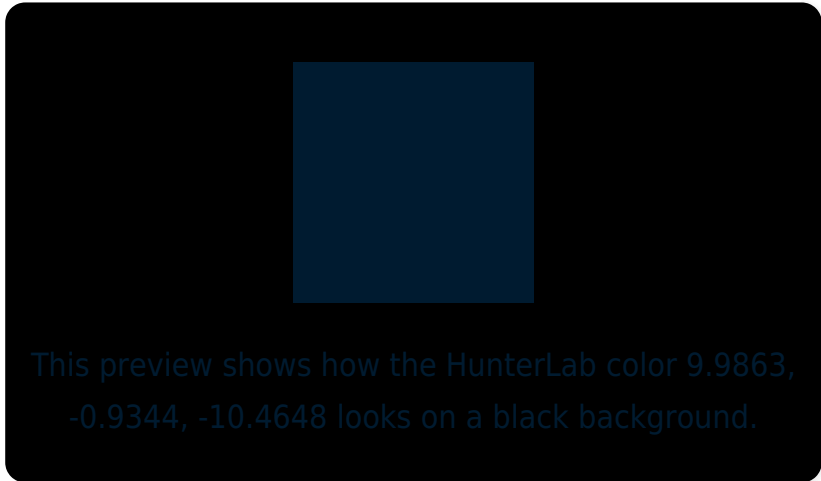 This preview shows how the HunterLab color 9.9863,
-0.9344, -10.4648 looks on a black background.